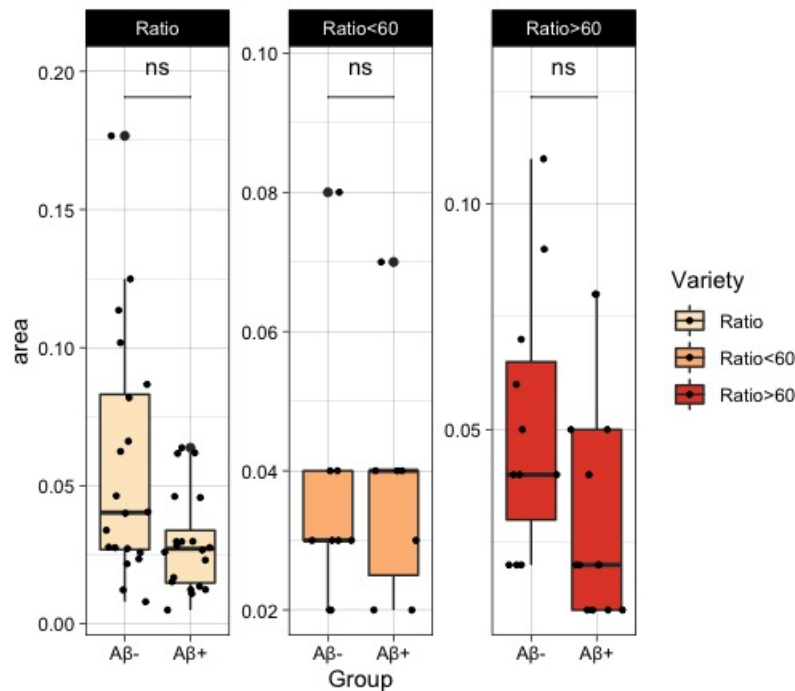 Ratio
Ratio<60
Ratio>60
ns
ns
ns
0.20
0.15
0.10
0.05
0.00
0.10
0.08
0.06
0.04
0.02
0.10
0.05
area
Aβ-
Aβ+
Aβ-
Aβ+
Aβ-
Aβ+
Group
Variety
Ratio
Ratio<60
Ratio>60